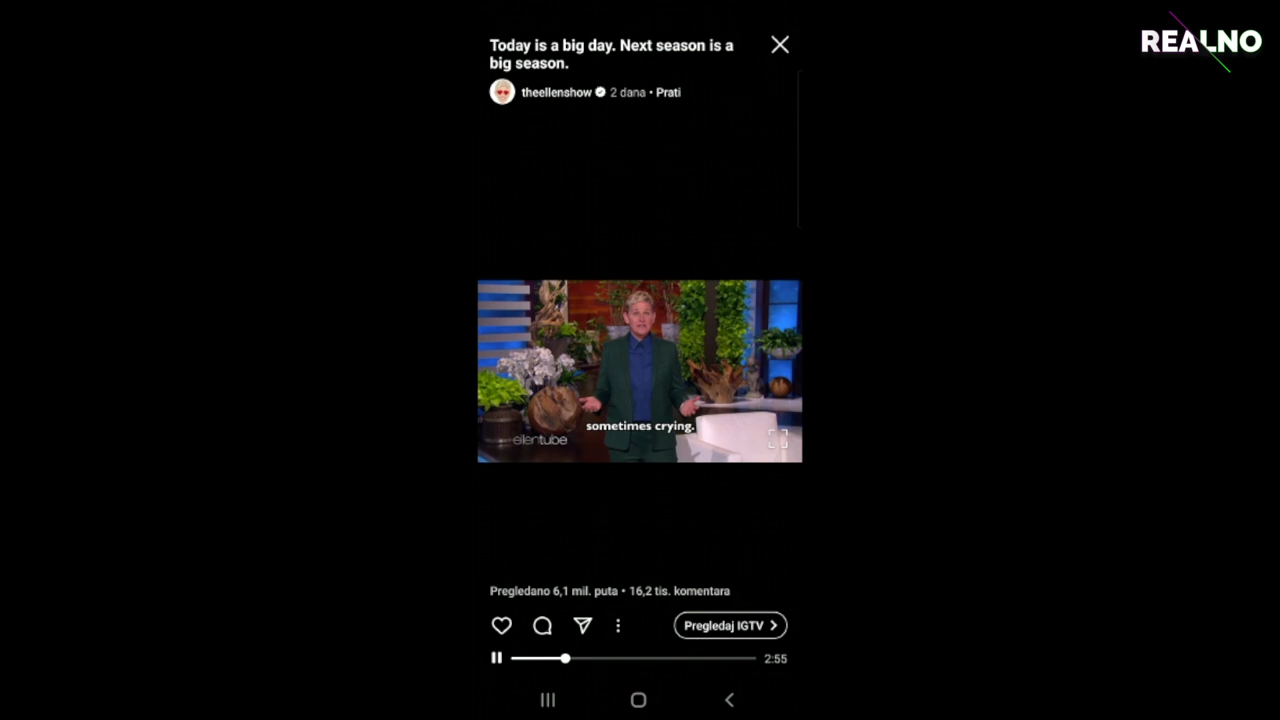 REALNO
Today is a big day. Next season is a
big season.
theellenshow 2 dana • Prati
sometimes crying.
ellentube
Pregledano 6,1 mil. puta • 16,2 tis. komentara
Pregledaj IGTV
2:55